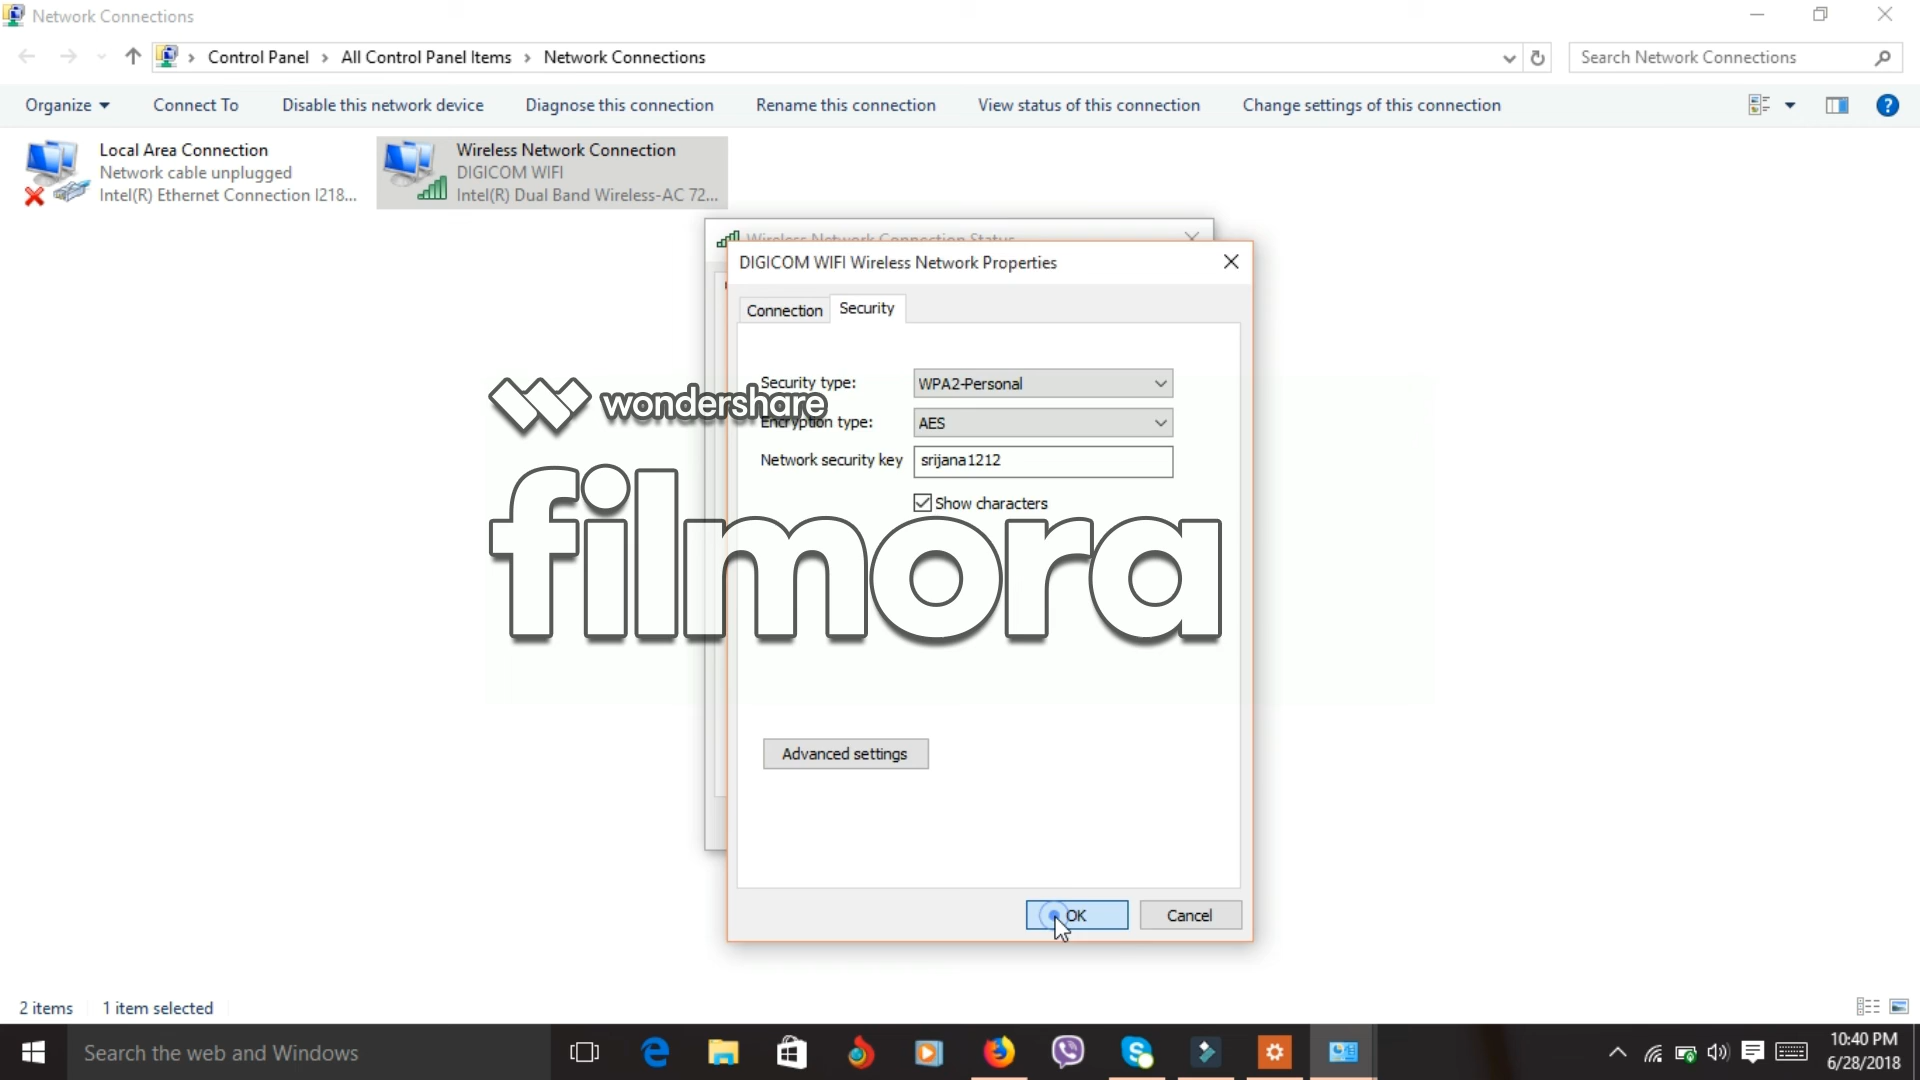 Network Connections
Control Panel > All Control Panel Items > Network Connections
Search Network Connections
Organize
Connect To
Disable this network device
Diagnose this connection
Rename this connection
View status of this connection
Change settings of this connection
Local Area Connection
Network cable unplugged
Intel(R) Ethernet Connection I218...
Wireless Network Connection
DIGICOM WIFI
Intel(R) Dual Band Wireless-AC 72...
Wireless Network Connection Status
DIGICOM WIFI Wireless Network Properties
Connection
Security
Security type:
WPA2-Personal
wondershare
Encryption type:
AES
Network security key
srijana1212
Show characters
filmora
Advanced settings
OK
Cancel
2 items
1 item selected
Search the web and Windows
10:40 PM
6/28/2018